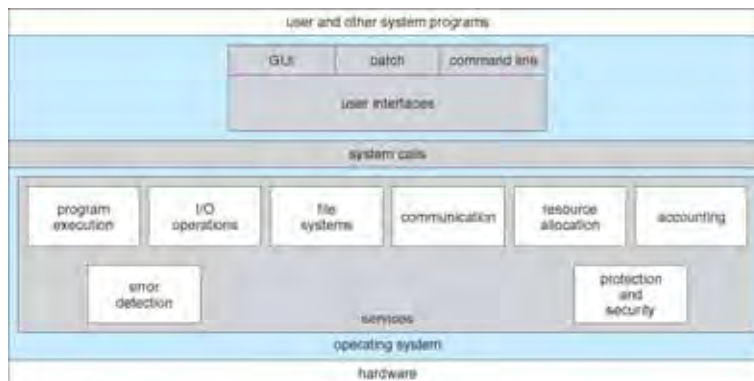 user and other system programs
GUI batch command line
user interfaces
system calls
program execution
I/O operations
file systems
communication
resource allocation
accounting
error detection
protection and security
services
operating system
hardware